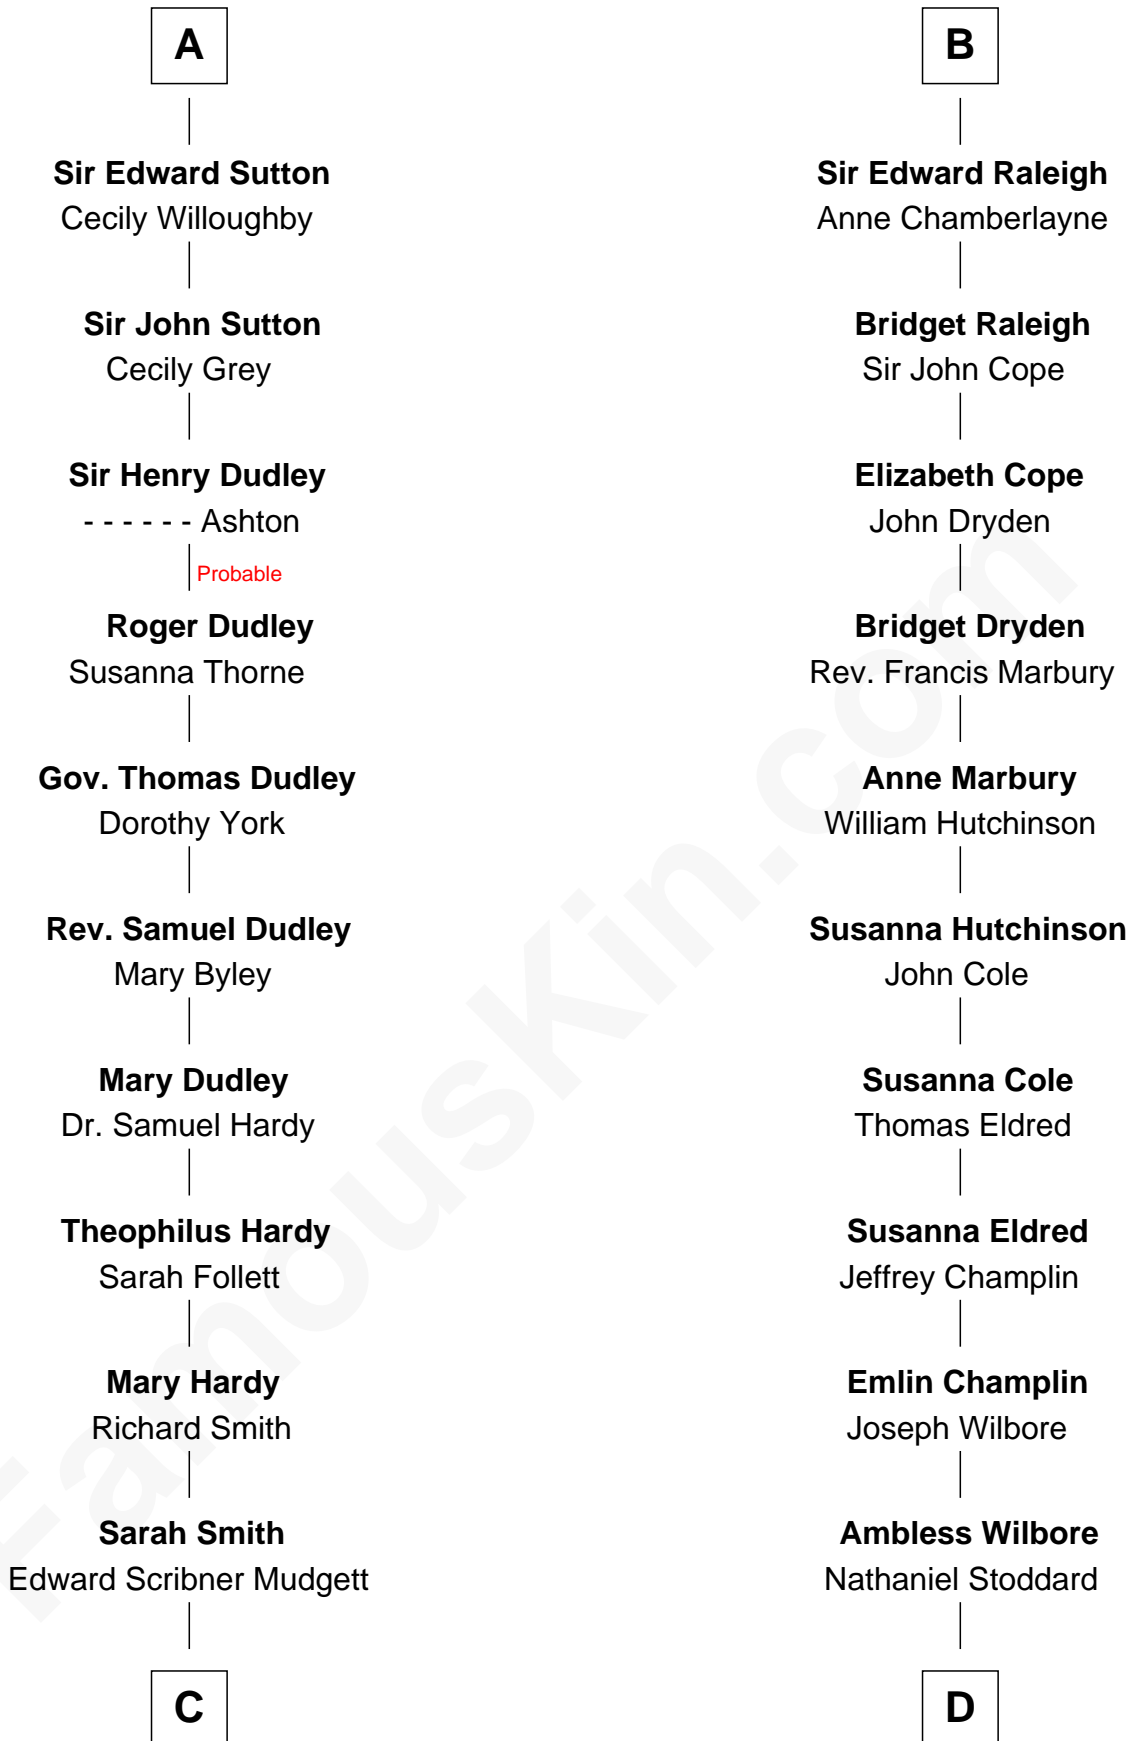 A
Sir Edward Sutton
Cecily Willoughby
Sir John Sutton
Cecily Grey
Sir Henry Dudley
- - - - - - Ashton
Probable
Roger Dudley
Susanna Thorne
Gov. Thomas Dudley
Dorothy York
Rev. Samuel Dudley
Mary Byley
Mary Dudley
Dr. Samuel Hardy
Theophilus Hardy
Sarah Follett
Mary Hardy
Richard Smith
Sarah Smith
Edward Scribner Mudgett
C
B
Sir Edward Raleigh
Anne Chamberlayne
Bridget Raleigh
Sir John Cope
Elizabeth Cope
John Dryden
Bridget Dryden
Rev. Francis Marbury
Anne Marbury
William Hutchinson
Susanna Hutchinson
John Cole
Susanna Cole
Thomas Eldred
Susanna Eldred
Jeffrey Champlin
Emlin Champlin
Joseph Wilbore
Ambless Wilbore
Nathaniel Stoddard
D
FamousKin.com